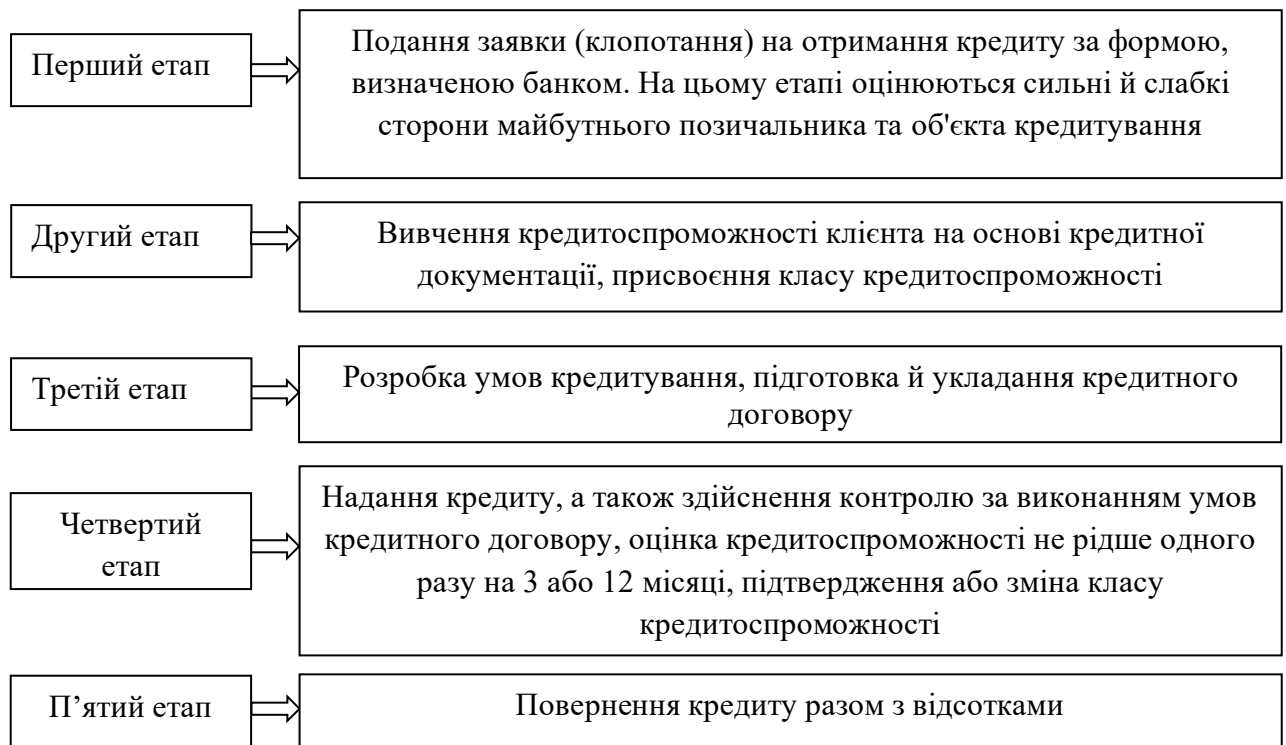 Перший етап
Подання заявки (клопотання) на отримання кредиту за формою,
визначеною банком. На цьому етапі оцінюються сильні й слабкі
сторони майбутнього позичальника та об'єкта кредитування
Другий етап
Вивчення кредитоспроможності клієнта на основі кредитної
документації, присвоєння класу кредитоспроможності
Третій етап
Розробка умов кредитування, підготовка й укладання кредитного
договору
Четвертий
етап
Надання кредиту, а також здійснення контролю за виконанням умов
кредитного договору, оцінка кредитоспроможності не рідше одного
разу на 3 або 12 місяці, підтвердження або зміна класу
кредитоспроможності
П’ятий етап
Повернення кредиту разом з відсотками